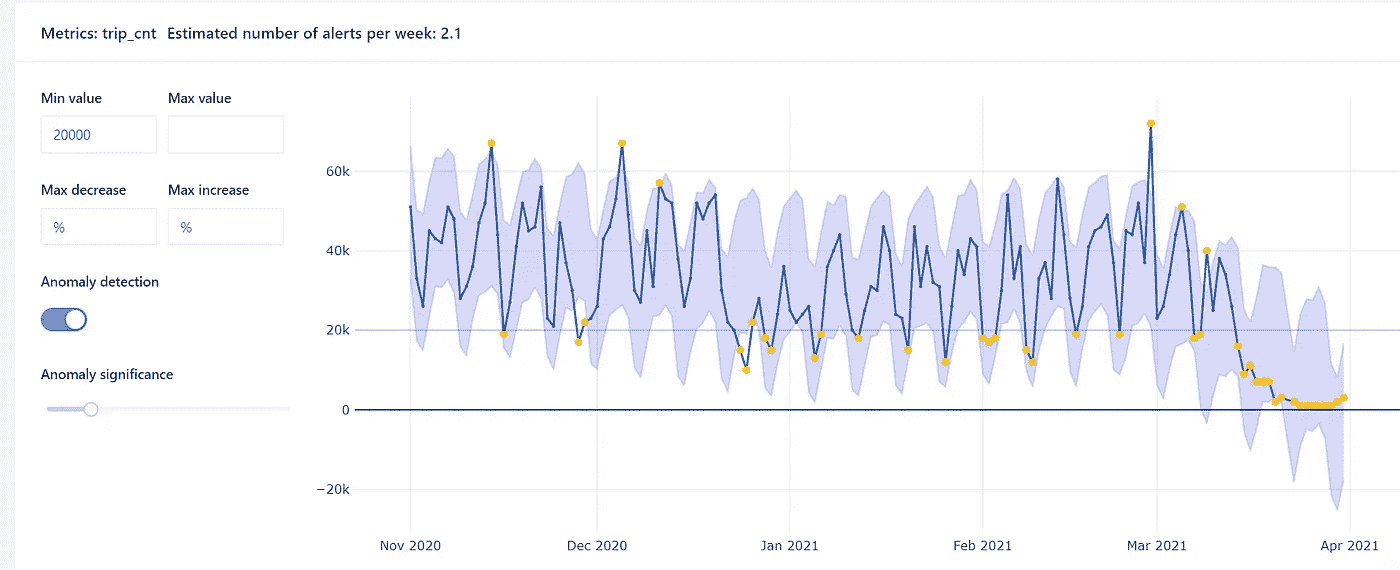 Metrics: trip_cnt Estimated number of alerts per week: 2.1
Min value Max value
20000
Max decrease Max increase
% %
Anomaly detection
Anomaly significance
60k
40k
20k
0
−20k
Nov 2020 Dec 2020 Jan 2021 Feb 2021 Mar 2021 Apr 2021